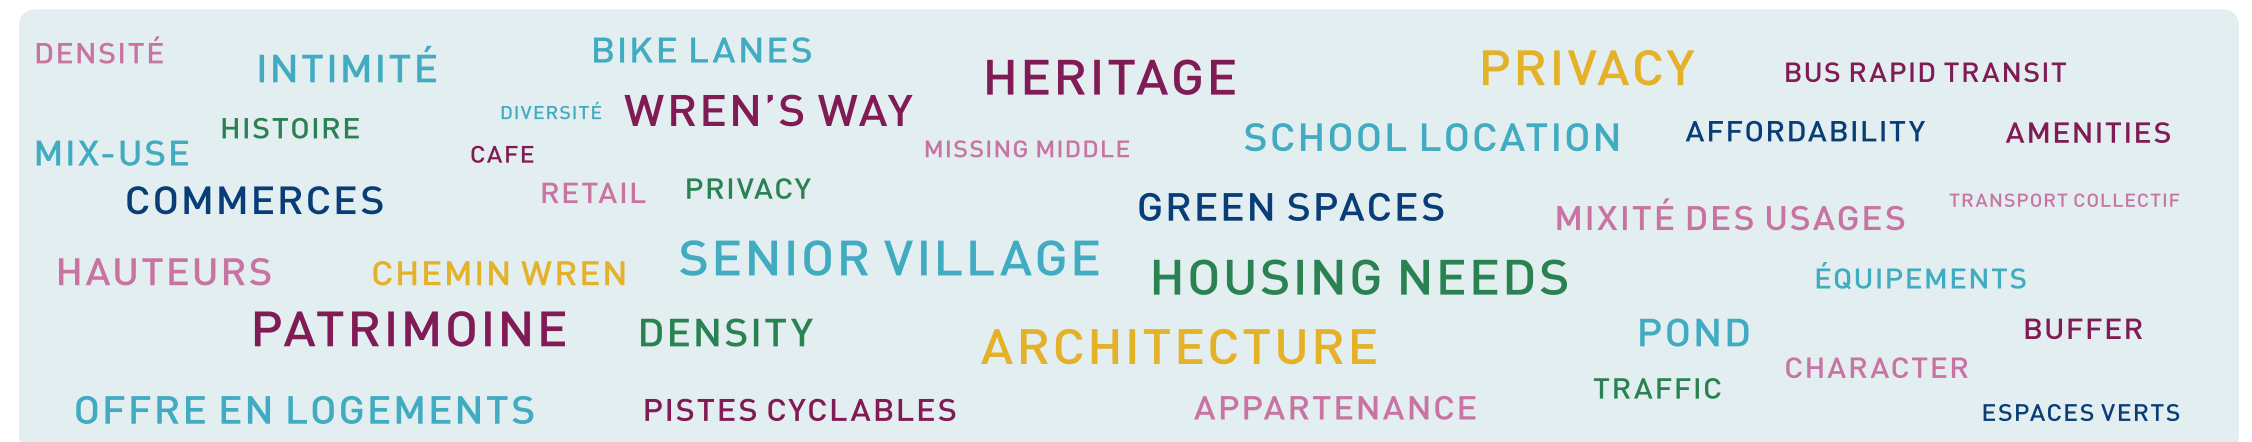 DENSITÉ
INTIMITÉ
BIKE LANES
HERITAGE
PRIVACY
BUS RAPID TRANSIT
HISTOIRE
DIVERSITÉ
WREN’S WAY
MIX-USE
CAFE
MISSING MIDDLE
SCHOOL LOCATION
AFFORDABILITY
AMENITIES
COMMERCES
RETAIL
PRIVACY
GREEN SPACES
MIXITÉ DES USAGES
TRANSPORT COLLECTIF
HAUTEURS
CHEMIN WREN
SENIOR VILLAGE
HOUSING NEEDS
ÉQUIPEMENTS
PATRIMOINE
DENSITY
ARCHITECTURE
POND
BUFFER
CHARACTER
TRAFFIC
OFFRE EN LOGEMENTS
PISTES CYCLABLES
APPARTENANCE
ESPACES VERTS